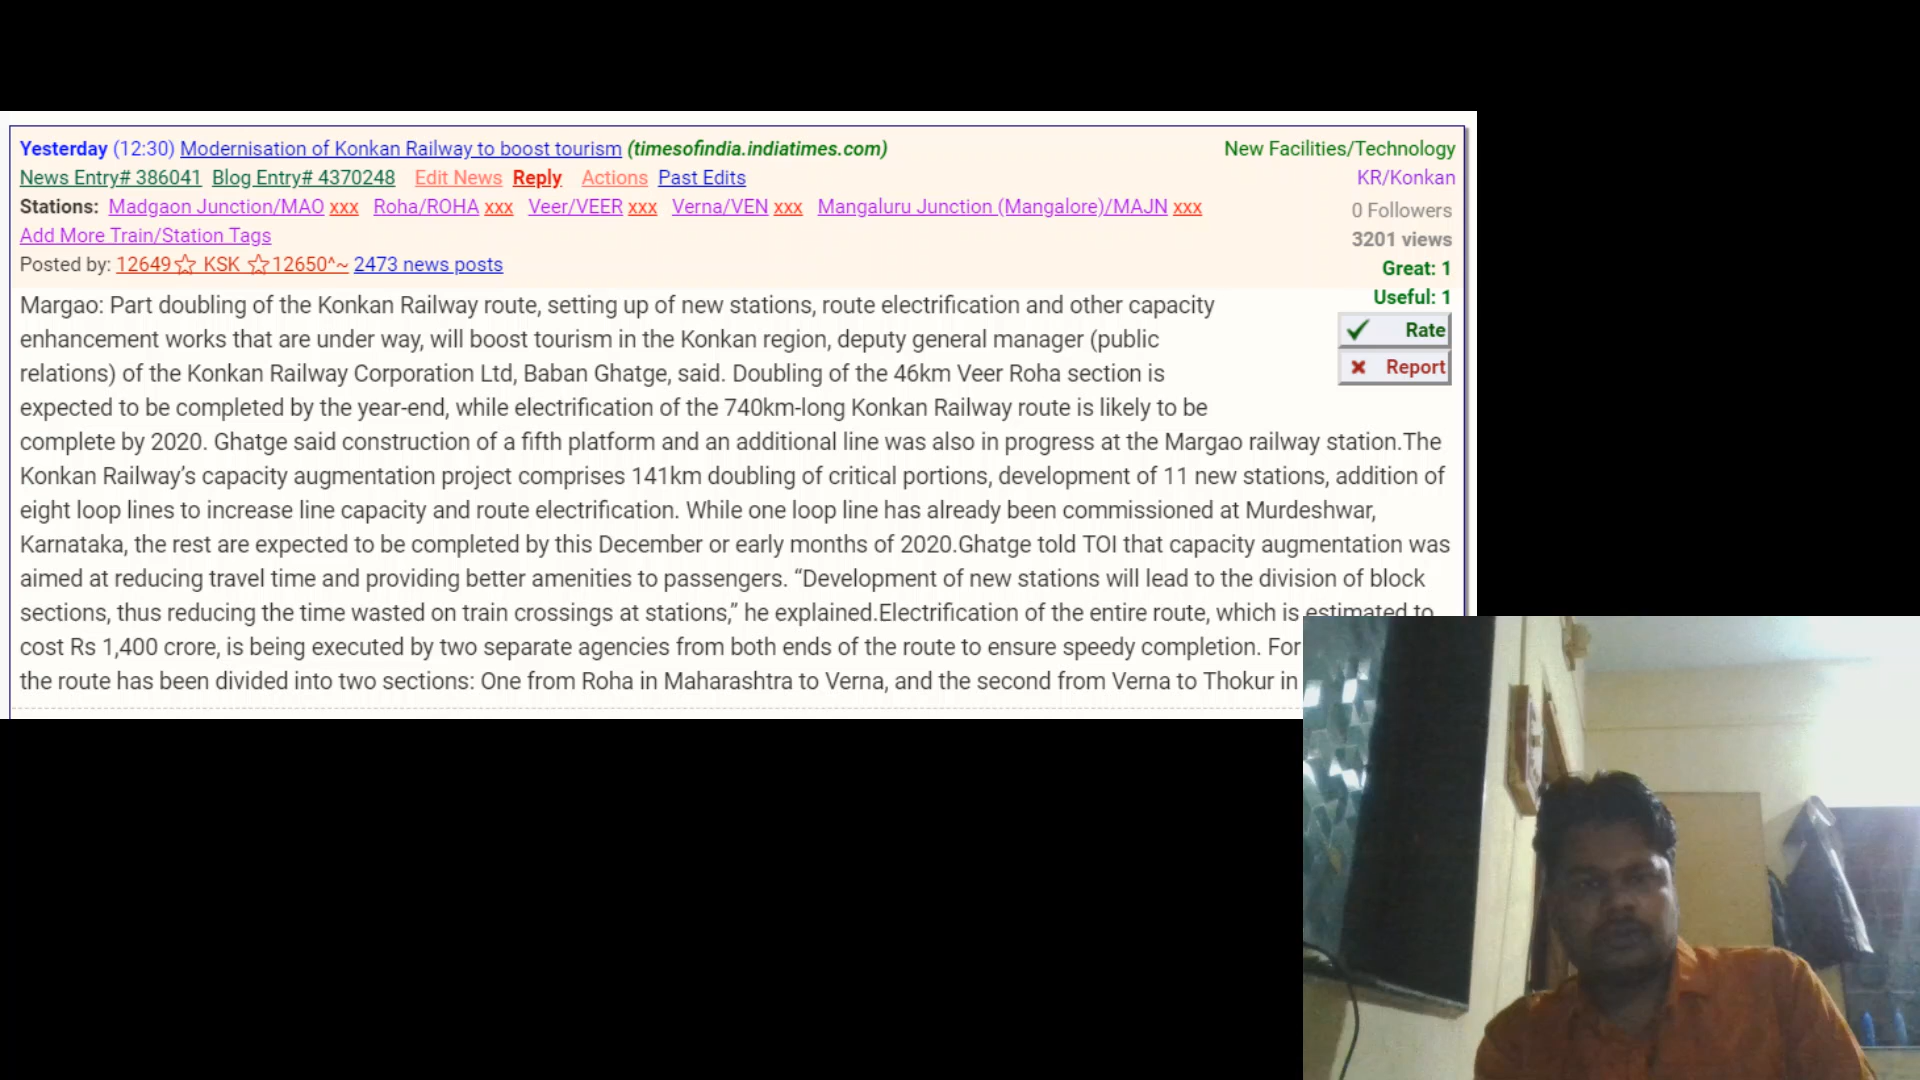 Yesterday (12:30) Modernisation of Konkan Railway to boost tourism (timesofindia.indiatimes.com) New Facilities/Technology
News Entry# 386041 Blog Entry# 4370248 Edit News Reply Actions Past Edits KR/Konkan
Stations: Madgaon Junction/MAO xxx Roha/ROHA xxx Veer/VEER xxx Verna/VEN xxx Mangaluru Junction (Mangalore)/MAJN xxx
0 Followers
Add More Train/Station Tags
3201 views
Posted by: 12649☆ KSK ☆12650^~ 2473 news posts
Great: 1
Useful: 1
Rate
Report
Margao: Part doubling of the Konkan Railway route, setting up of new stations, route electrification and other capacity
enhancement works that are under way, will boost tourism in the Konkan region, deputy general manager (public
relations) of the Konkan Railway Corporation Ltd, Baban Ghatge, said. Doubling of the 46km Veer Roha section is
expected to be completed by the year-end, while electrification of the 740km-long Konkan Railway route is likely to be
complete by 2020. Ghatge said construction of a fifth platform and an additional line was also in progress at the Margao railway station.The
Konkan Railway’s capacity augmentation project comprises 141km doubling of critical portions, development of 11 new stations, addition of
eight loop lines to increase line capacity and route electrification. While one loop line has already been commissioned at Murdeshwar,
Karnataka, the rest are expected to be completed by this December or early months of 2020.Ghatge told TOI that capacity augmentation was
aimed at reducing travel time and providing better amenities to passengers. “Development of new stations will lead to the division of block
sections, thus reducing the time wasted on train crossings at stations,” he explained.Electrification of the entire route, which is estimated to
cost Rs 1,400 crore, is being executed by two separate agencies from both ends of the route to ensure speedy completion. For
the route has been divided into two sections: One from Roha in Maharashtra to Verna, and the second from Verna to Thokur in